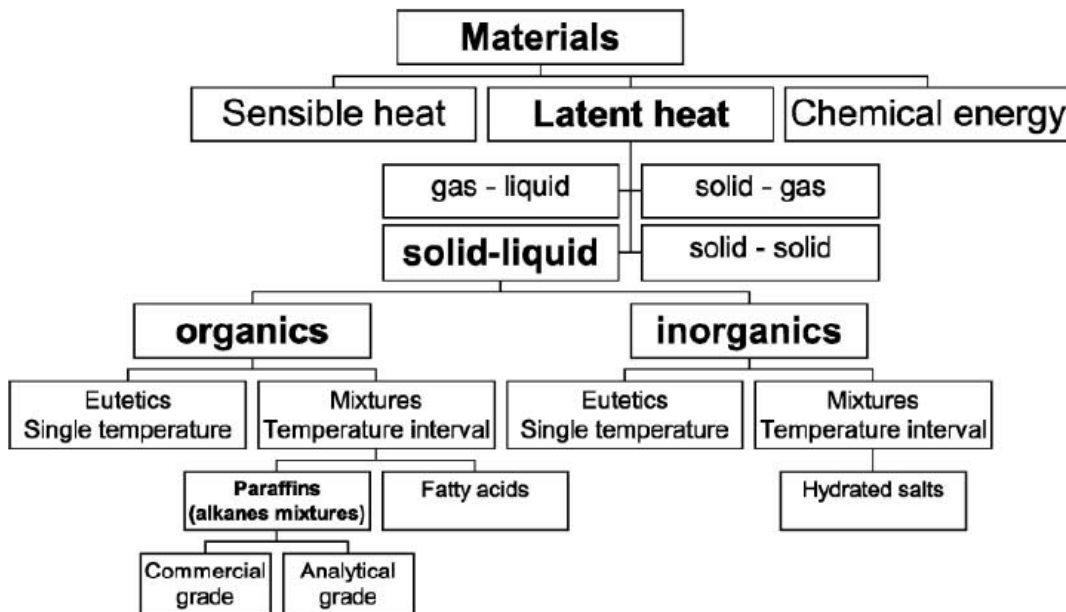 Materials
Sensible heat
Latent heat
Chemical energy
gas - liquid
solid - gas
solid-liquid
solid - solid
organics
inorganics
Eutetics
Single temperature
Mixtures
Temperature interval
Eutetics
Single temperature
Mixtures
Temperature interval
Paraffins
(alkanes mixtures)
Fatty acids
Hydrated salts
Commercial
grade
Analytical
grade